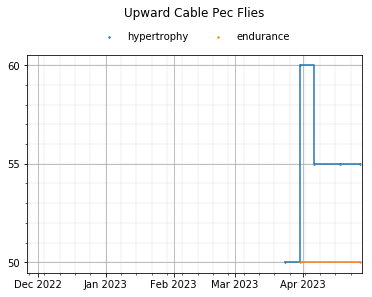 Upward Cable Pec Flies
hypertrophy endurance
60
55
50
Dec 2022 Jan 2023 Feb 2023 Mar 2023 Apr 2023